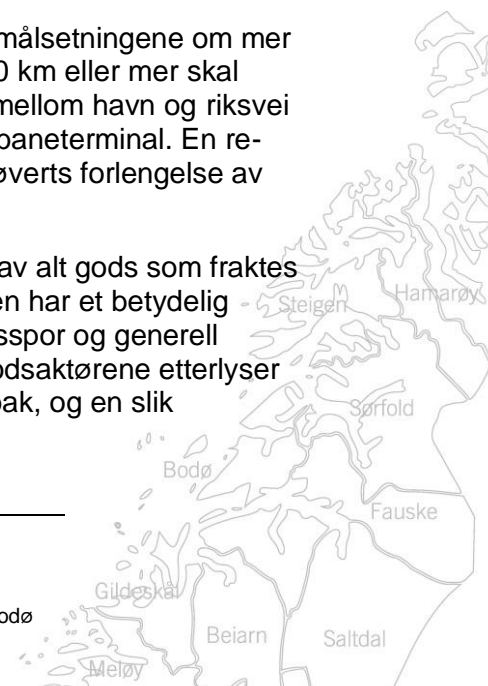 målsetningene om mer
0 km eller mer skal
mellom havn og riksvei
baneterminal. En re-
øverts forlengelse av
av alt gods som fraktes
en har et betydelig
sspor og generell
odsaktørene etterlyser
bak, og en slik
Steigen
Hamarøy
Sørfold
Bodø
Fauske
Gildeskål
odø
Beiarn
Saltdal
Meløy